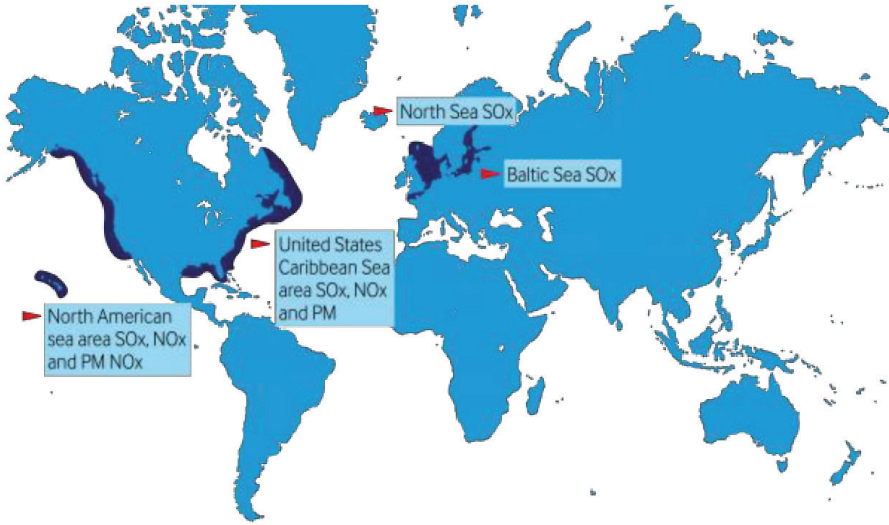 North Sea SOx
Baltic Sea SOx
United States
Caribbean Sea
area SOx, NOx
and PM
North American
sea area SOx, NOx
and PM NOx